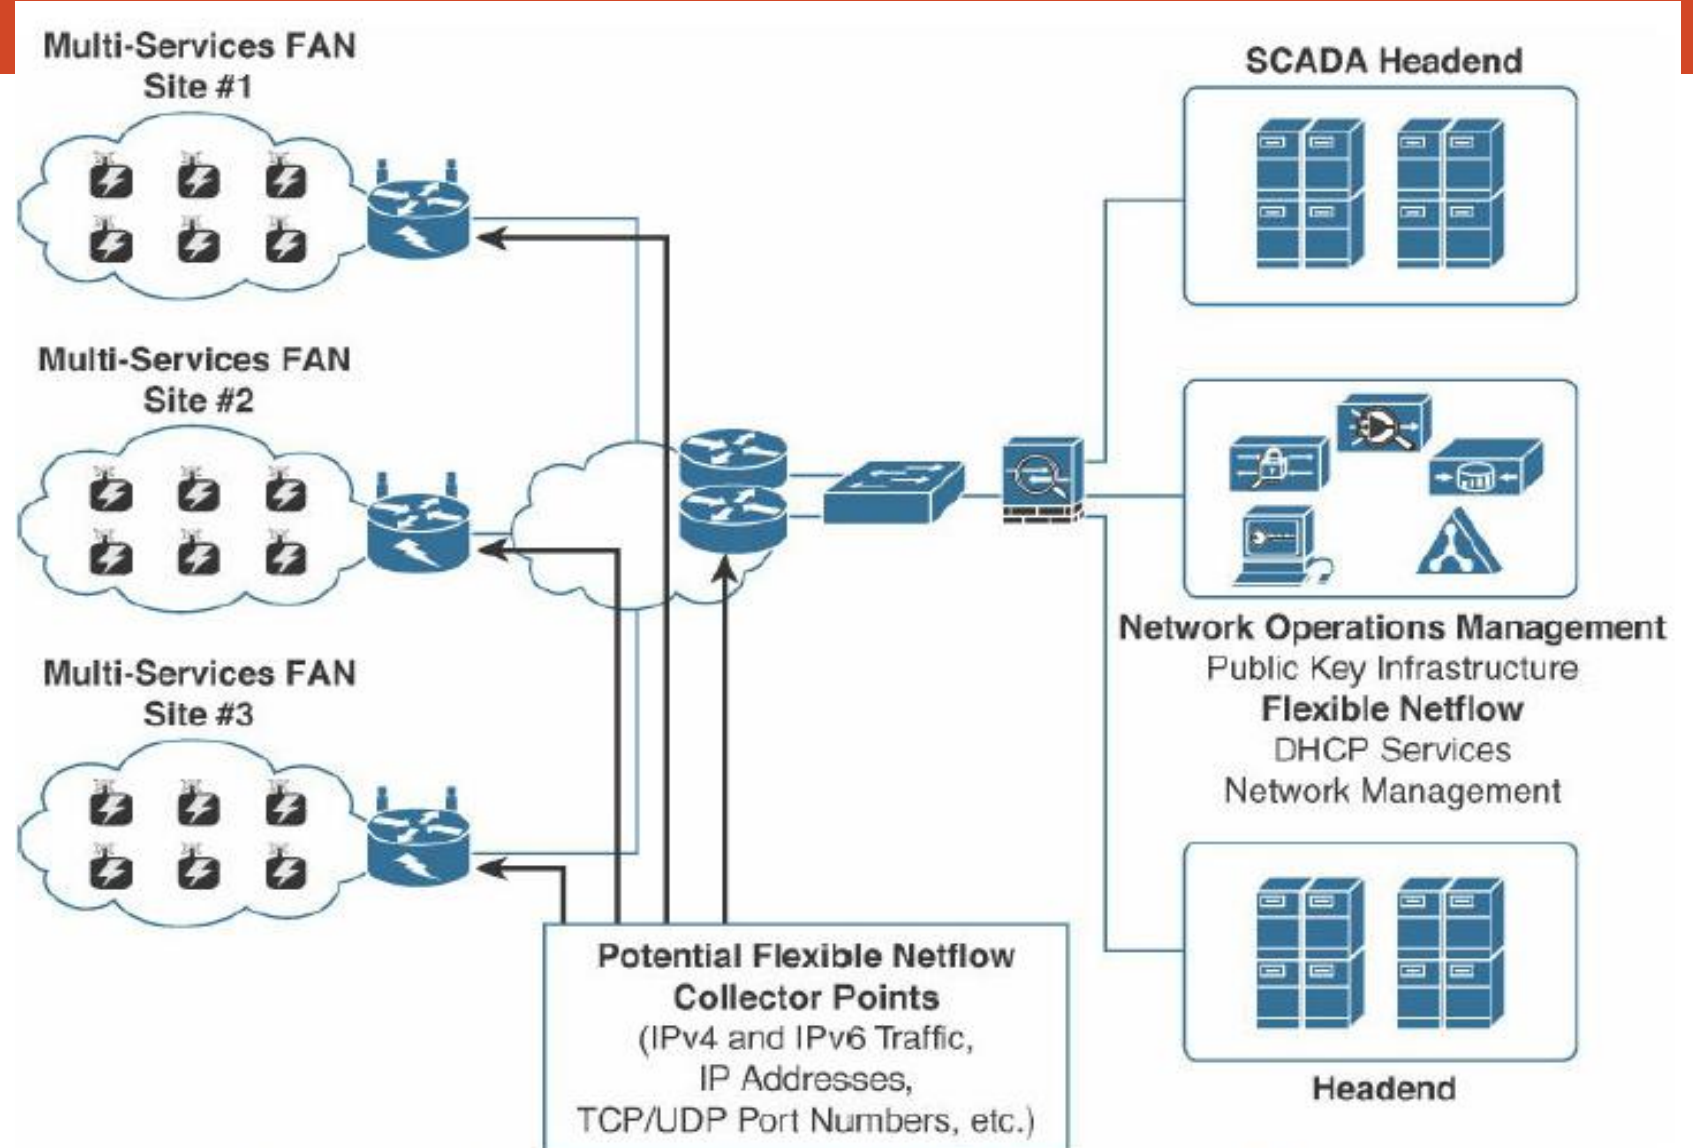 Multi-Services FAN
Site #1
SCADA Headend
Multi-Services FAN
Site #2
Network Operations Management
Public Key Infrastructure
Flexible Netflow
DHCP Services
Network Management
Multi-Services FAN
Site #3
Potential Flexible Netflow
Collector Points
(IPv4 and IPv6 Traffic,
IP Addresses,
TCP/UDP Port Numbers, etc.)
Headend